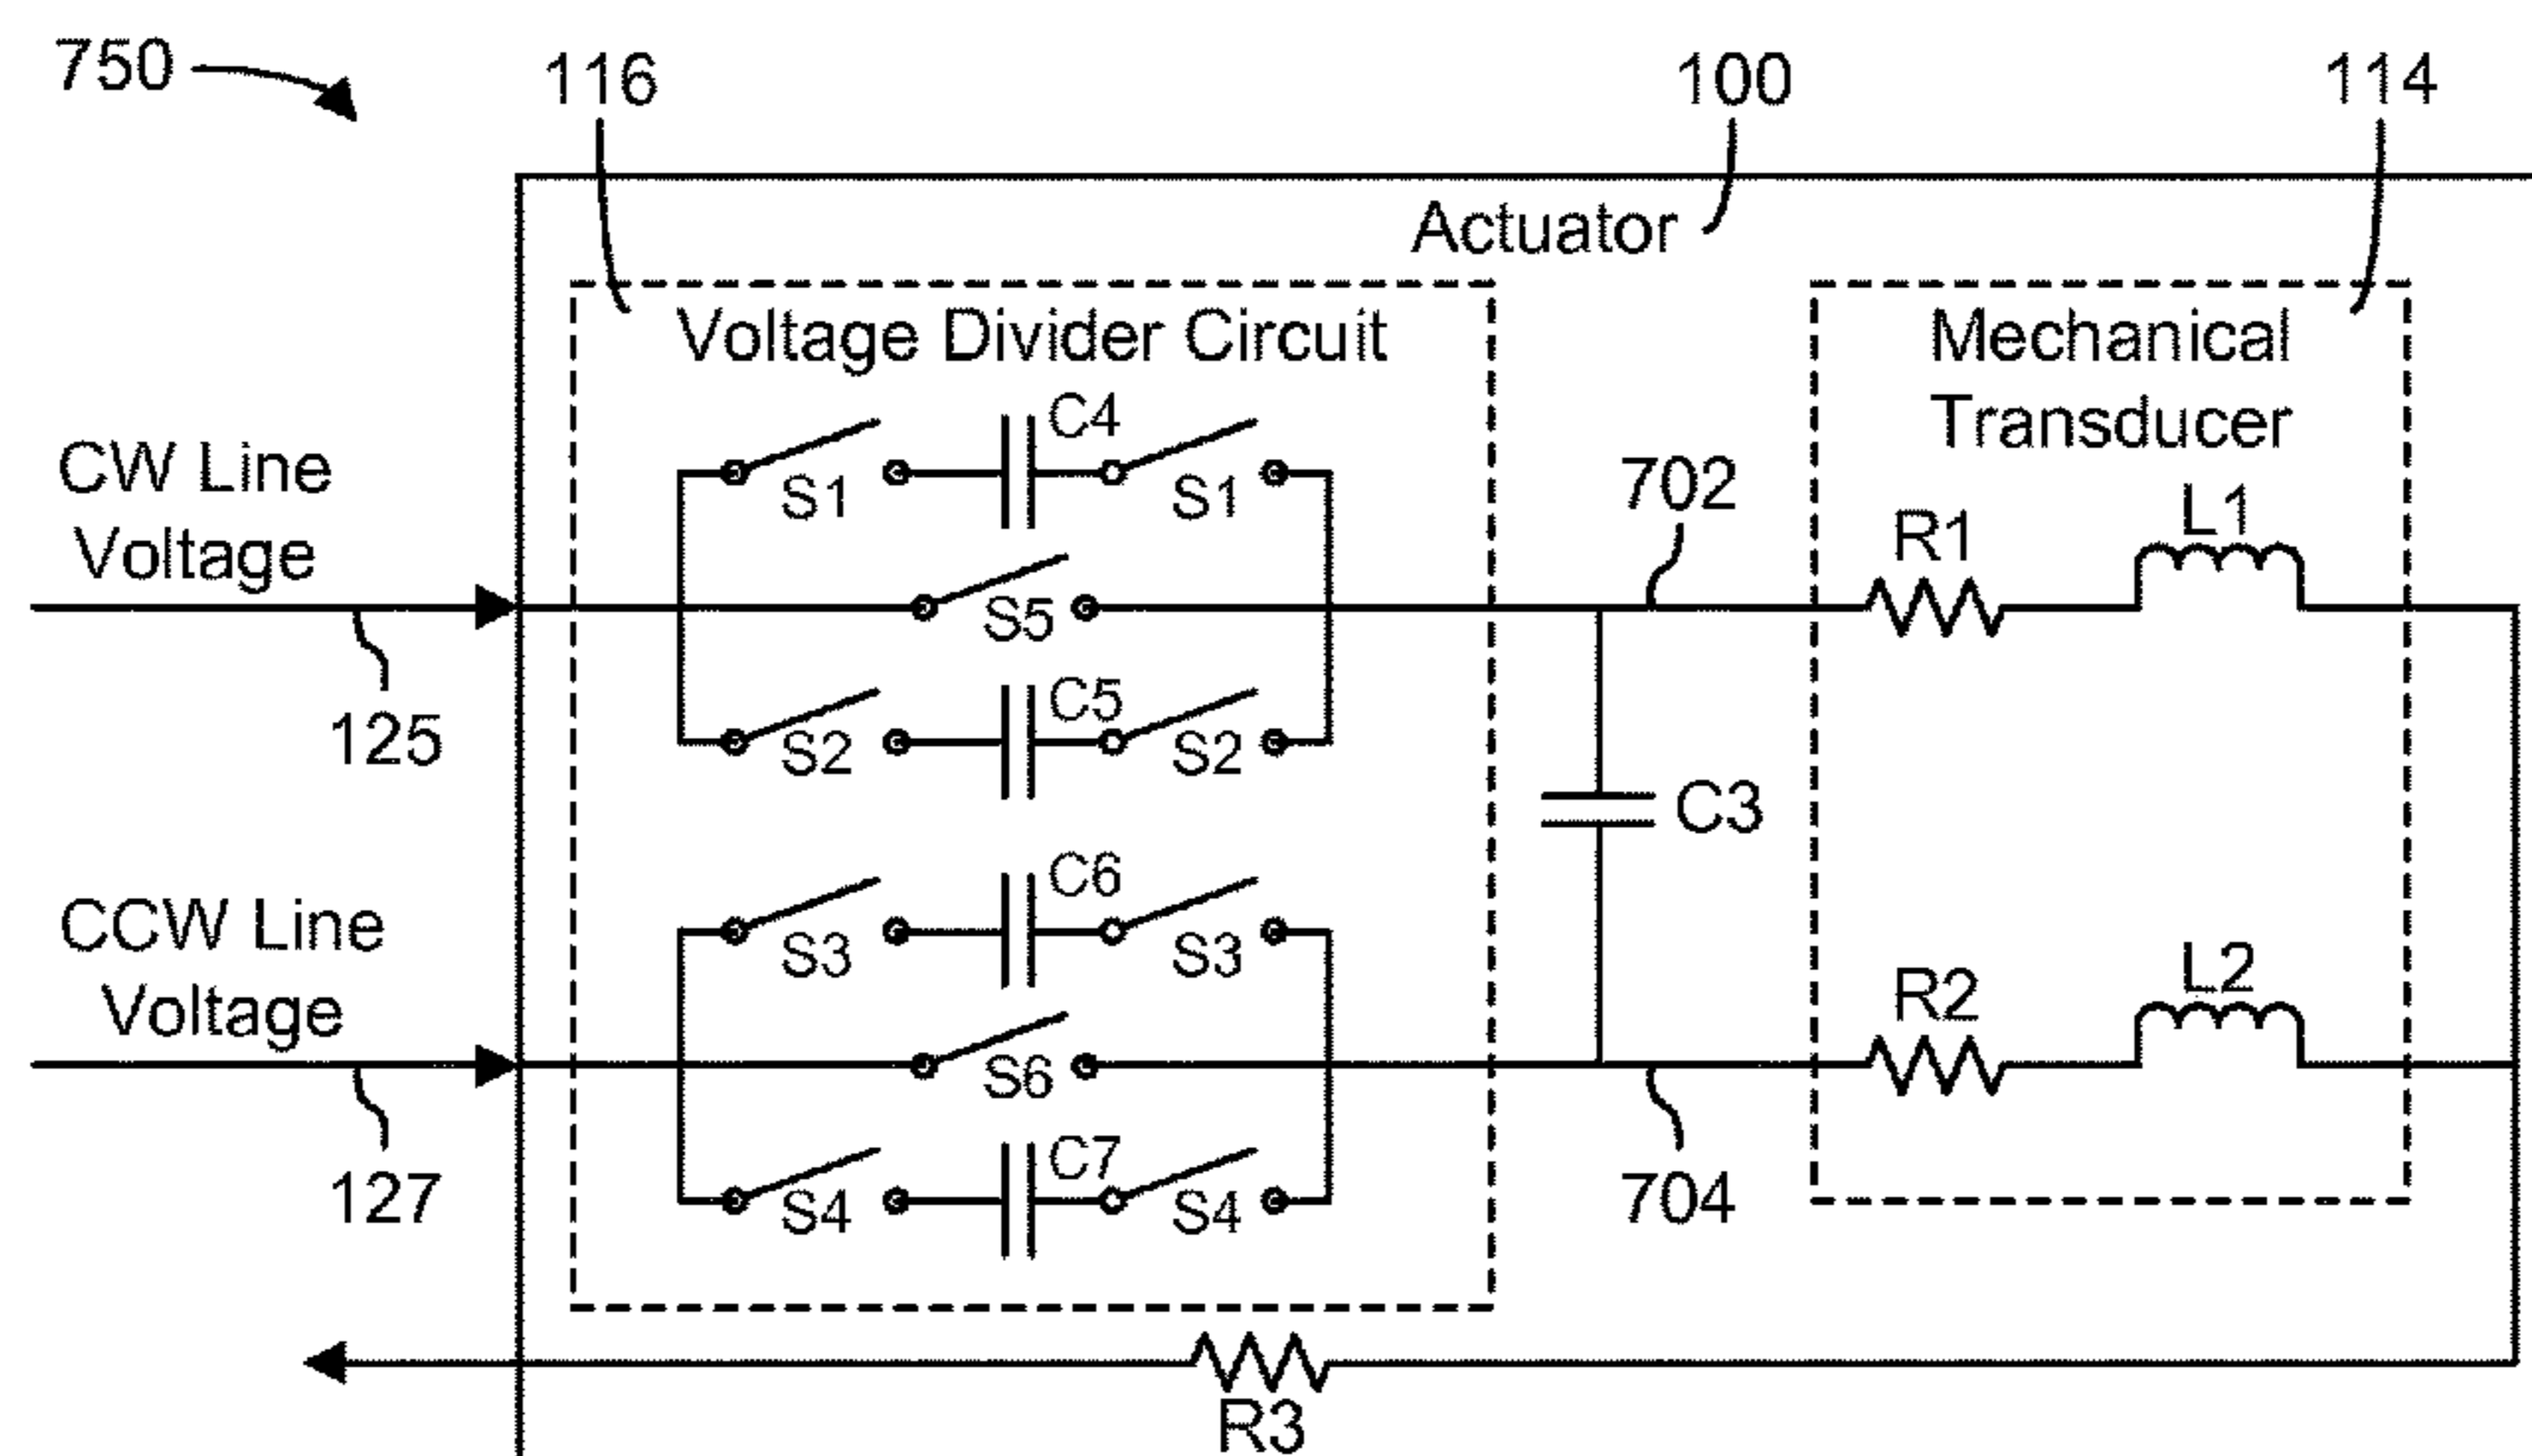 750
116
100
114
Actuator
Voltage Divider Circuit
Mechanical
Transducer
CW Line
Voltage
C4
S1
S1
702
R1
L1
S5
125
C5
S2
S2
C3
CCW Line
Voltage
C6
S3
S3
R2
L2
S6
127
C7
S4
S4
704
R3